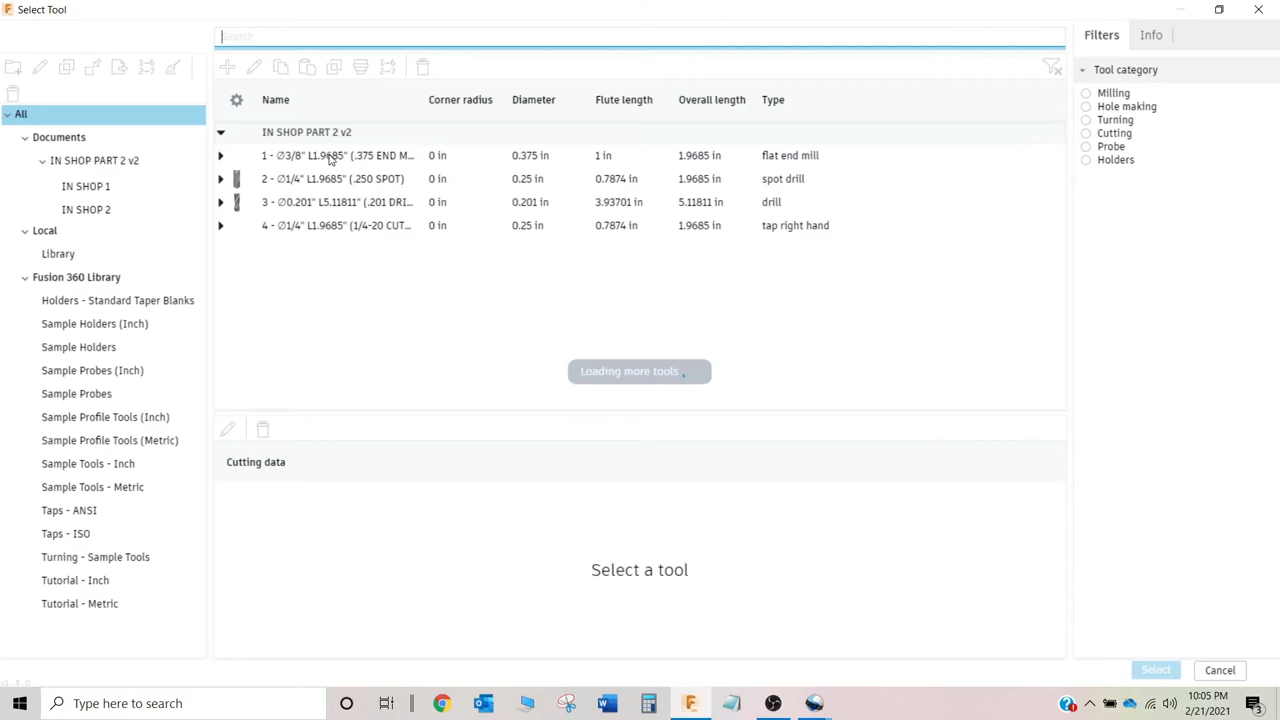 Select Tool
Search
Filters
Info
Tool category
Milling
Hole making
Turning
Cutting
Probe
Holders
All
Documents
IN SHOP PART 2 v2
IN SHOP 1
IN SHOP 2
Local
Library
Fusion 360 Library
Holders - Standard Taper Blanks
Sample Holders (Inch)
Sample Holders
Sample Probes (Inch)
Sample Probes
Sample Profile Tools (Inch)
Sample Profile Tools (Metric)
Sample Tools - Inch
Sample Tools - Metric
Taps - ANSI
Taps - ISO
Turning - Sample Tools
Tutorial - Inch
Tutorial - Metric
Name Corner radius Diameter Flute length Overall length Type
IN SHOP PART 2 v2
1 - ∅3/8" L1.9685" (.375 END M... 0 in 0.375 in 1 in 1.9685 in flat end mill
2 - ∅1/4" L1.9685" (.250 SPOT) 0 in 0.25 in 0.7874 in 1.9685 in spot drill
3 - ∅0.201" L5.11811" (.201 DRI... 0 in 0.201 in 3.93701 in 5.11811 in drill
4 - ∅1/4" L1.9685" (1/4-20 CUT... 0 in 0.25 in 0.7874 in 1.9685 in tap right hand
Loading more tools .
Cutting data
Select a tool
Select
Cancel
Type here to search
10:05 PM
2/21/2021
3